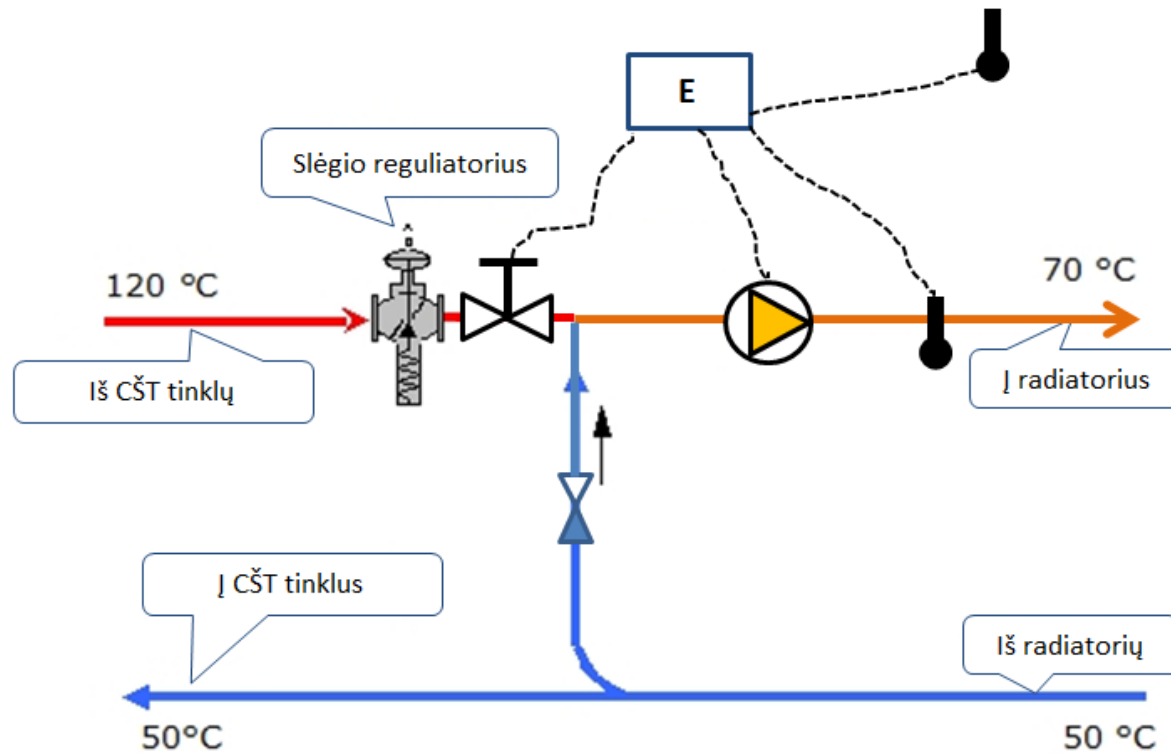 E
Slėgio reguliatorius
120 °C
70 °C
Iš CŠT tinklų
Į radiatorius
Į CŠT tinklus
Iš radiatorių
50°C
50 °C